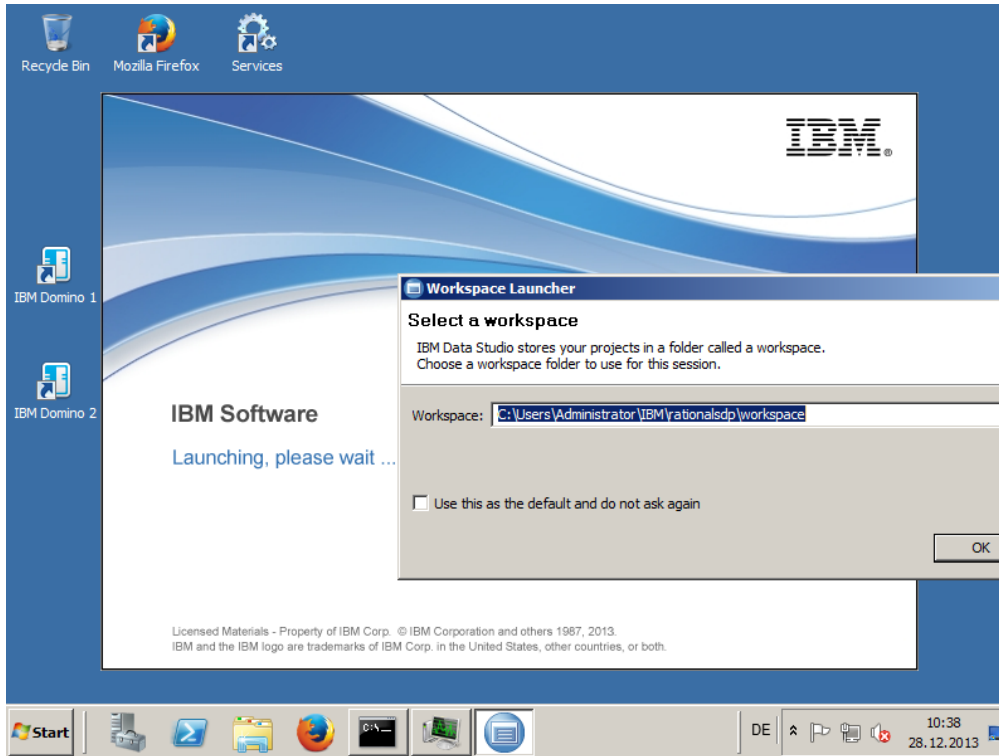 Recycle Bin
Mozilla Firefox
Services
IBM®
IBM Domino 1
Workspace Launcher
Select a workspace
IBM Data Studio stores your projects in a folder called a workspace.
Choose a workspace folder to use for this session.
IBM Domino 2
IBM Software
Workspace: C:\Users\Administrator\IBM\rationalsdp\workspace
Launching, please wait ...
Use this as the default and do not ask again
OK
Licensed Materials - Property of IBM Corp. © IBM Corporation and others 1987, 2013.
IBM and the IBM logo are trademarks of IBM Corp. in the United States, other countries, or both.
Start
C:\_
DE
10:38
28.12.2013